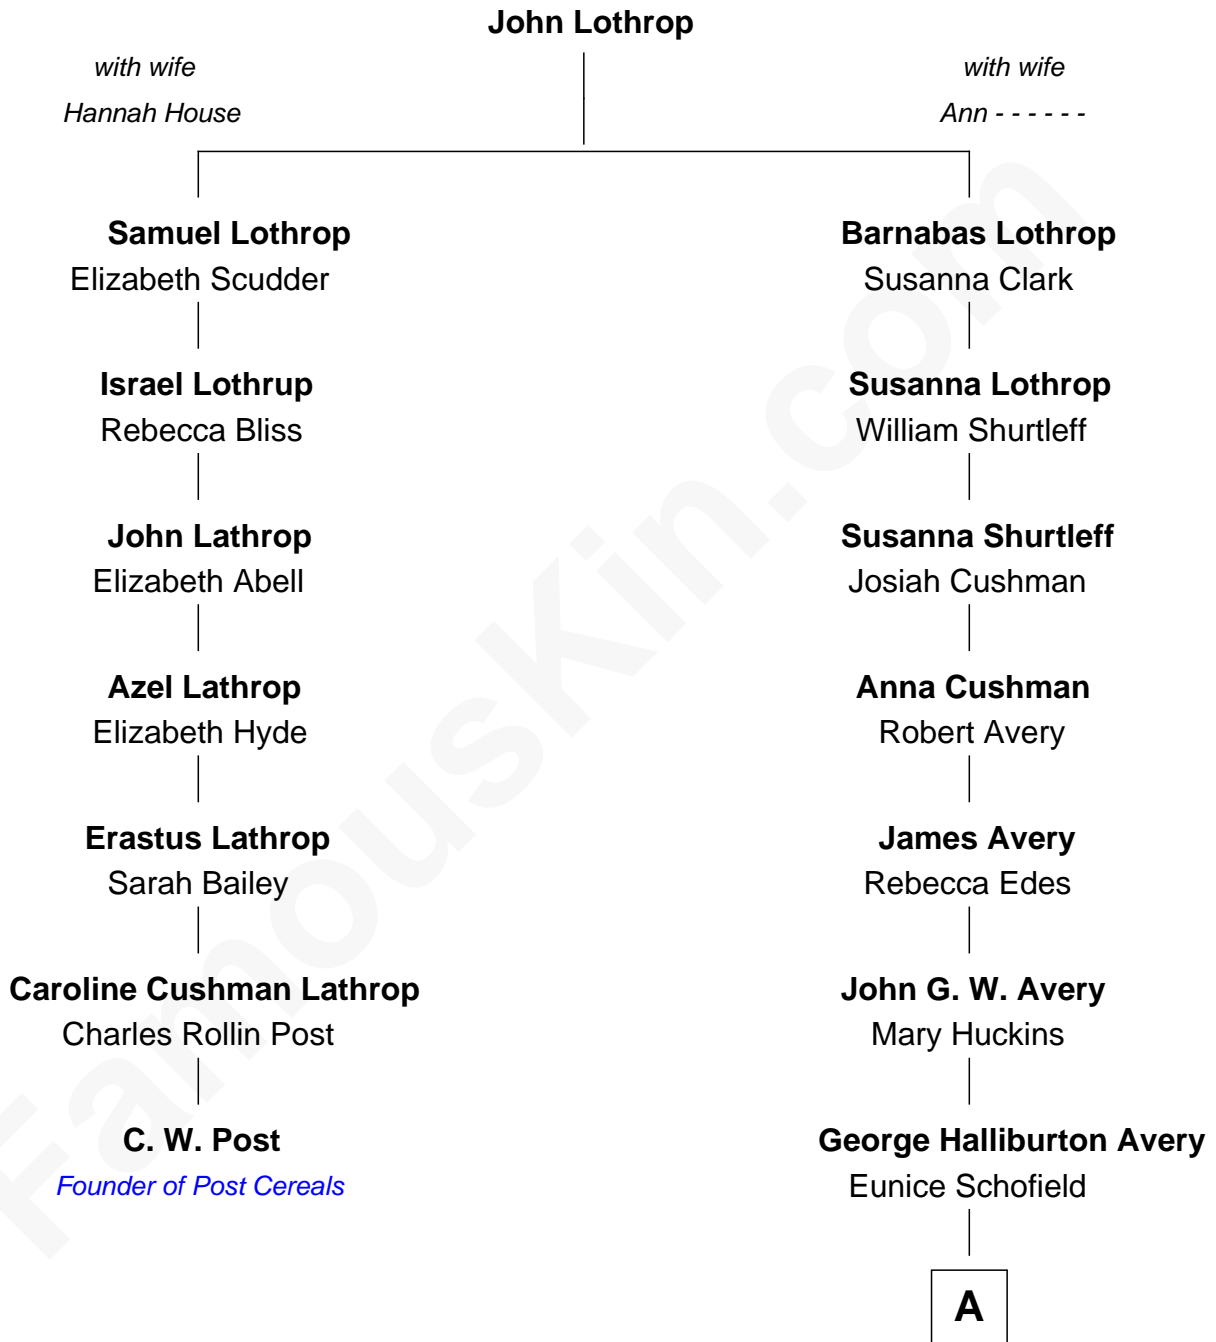 John Lothrop
with wife
Hannah House
with wife
Ann - - - - - -
Samuel Lothrop
Elizabeth Scudder
Barnabas Lothrop
Susanna Clark
Israel Lothrup
Rebecca Bliss
Susanna Lothrop
William Shurtleff
John Lathrop
Elizabeth Abell
Susanna Shurtleff
Josiah Cushman
Azel Lathrop
Elizabeth Hyde
Anna Cushman
Robert Avery
Erastus Lathrop
Sarah Bailey
James Avery
Rebecca Edes
Caroline Cushman Lathrop
Charles Rollin Post
John G. W. Avery
Mary Huckins
C. W. Post
Founder of Post Cereals
George Halliburton Avery
Eunice Schofield
A
FamousKin.com